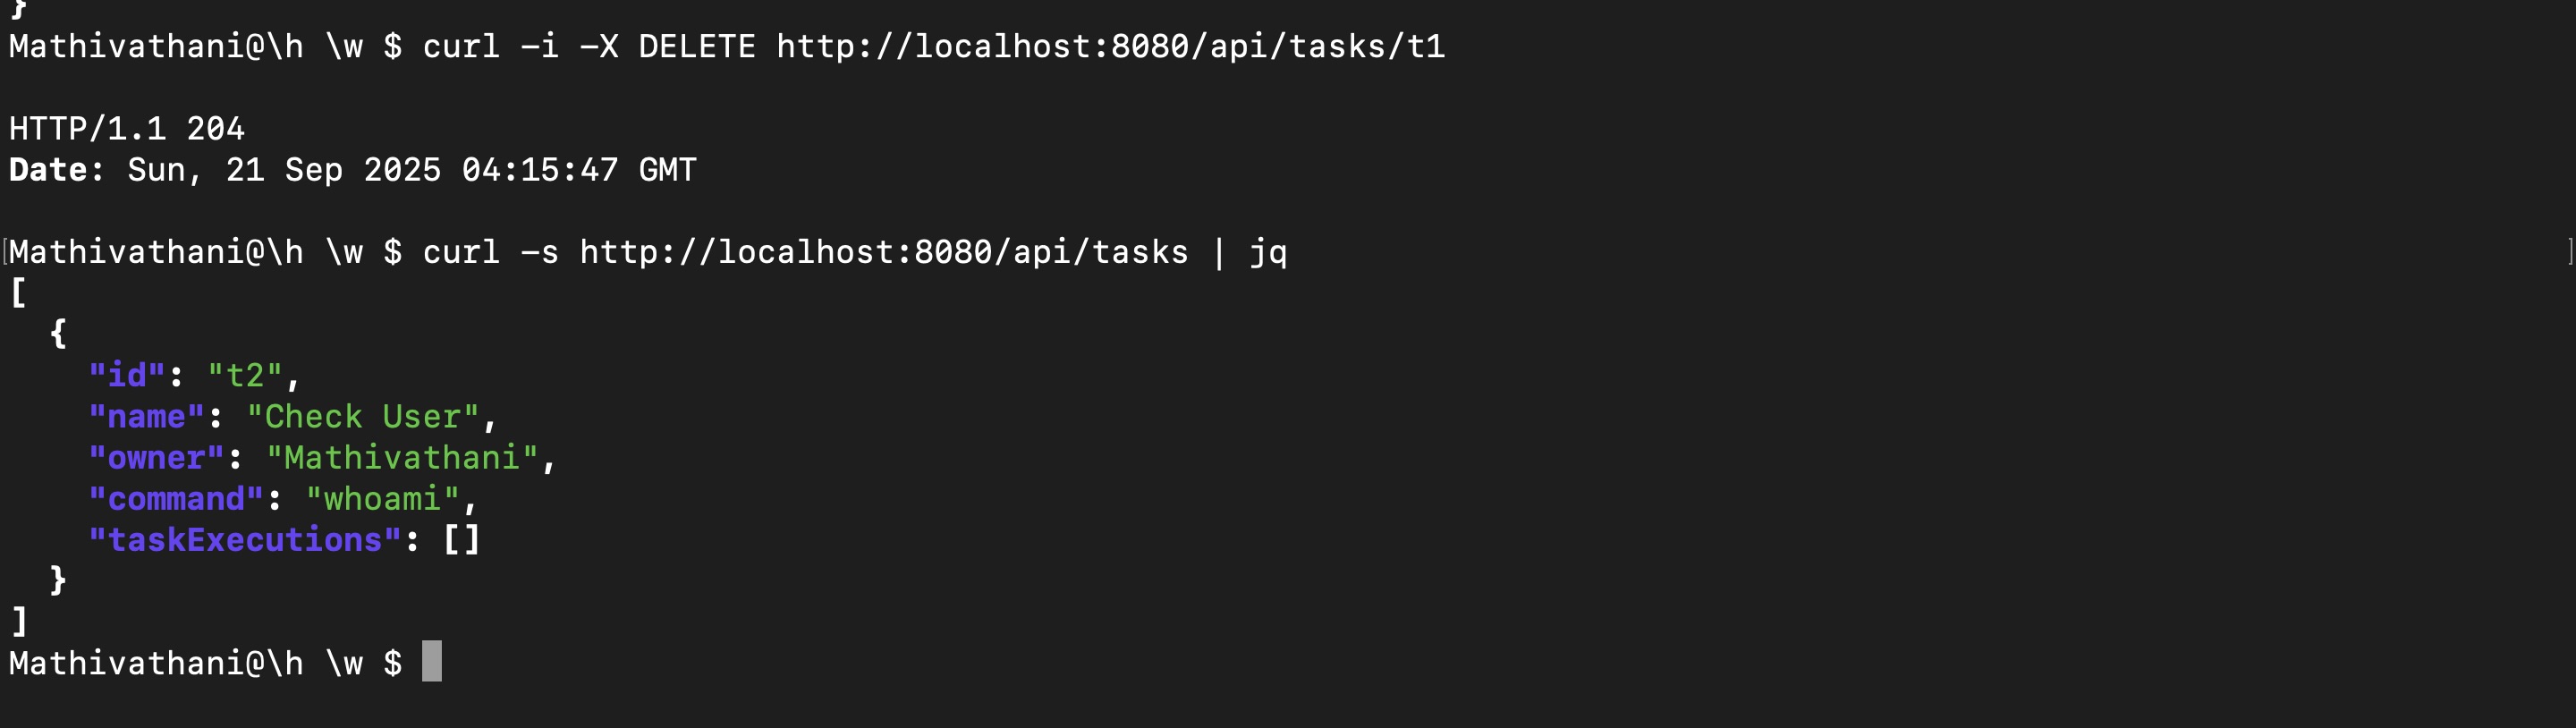 }
Mathivathani@\h \w $ curl -i -X DELETE http://localhost:8080/api/tasks/t1
HTTP/1.1 204
Date: Sun, 21 Sep 2025 04:15:47 GMT
[Mathivathani@\h \w $ curl -s http://localhost:8080/api/tasks | jq ]
[
  {
    "id": "t2",
    "name": "Check User",
    "owner": "Mathivathani",
    "command": "whoami",
    "taskExecutions": []
  }
]
Mathivathani@\h \w $